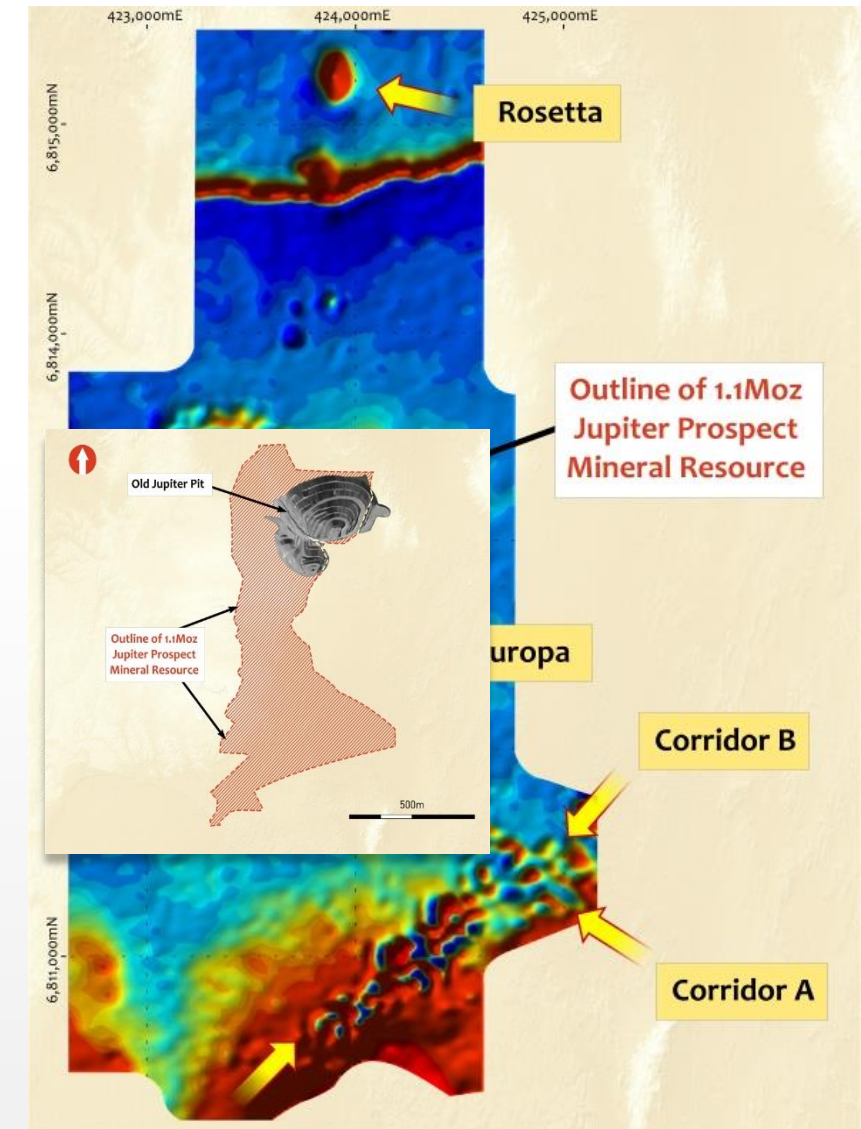 423,000mE
424,000mE
425,000mE
6,815,000mN
Rosetta
6,814,000mN
Outline of 1.1Moz
Jupiter Prospect
Mineral Resource
Old Jupiter Pit
Outline of 1.1Moz
Jupiter Prospect
Mineral Resource
uropa
Corridor B
500m
6,811,000mN
Corridor A